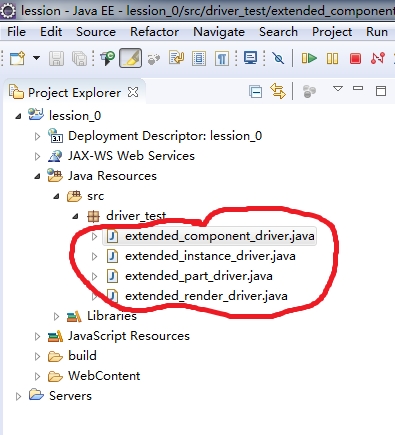 lession - Java EE - lession_0/src/driver_test/extended_component
File Edit Source Refactor Navigate Search Project Run
Project Explorer
lession_0
Deployment Descriptor: lession_0
JAX-WS Web Services
Java Resources
src
driver_test
extended_component_driver.java
extended_instance_driver.java
extended_part_driver.java
extended_render_driver.java
Libraries
JavaScript Resources
build
WebContent
Servers